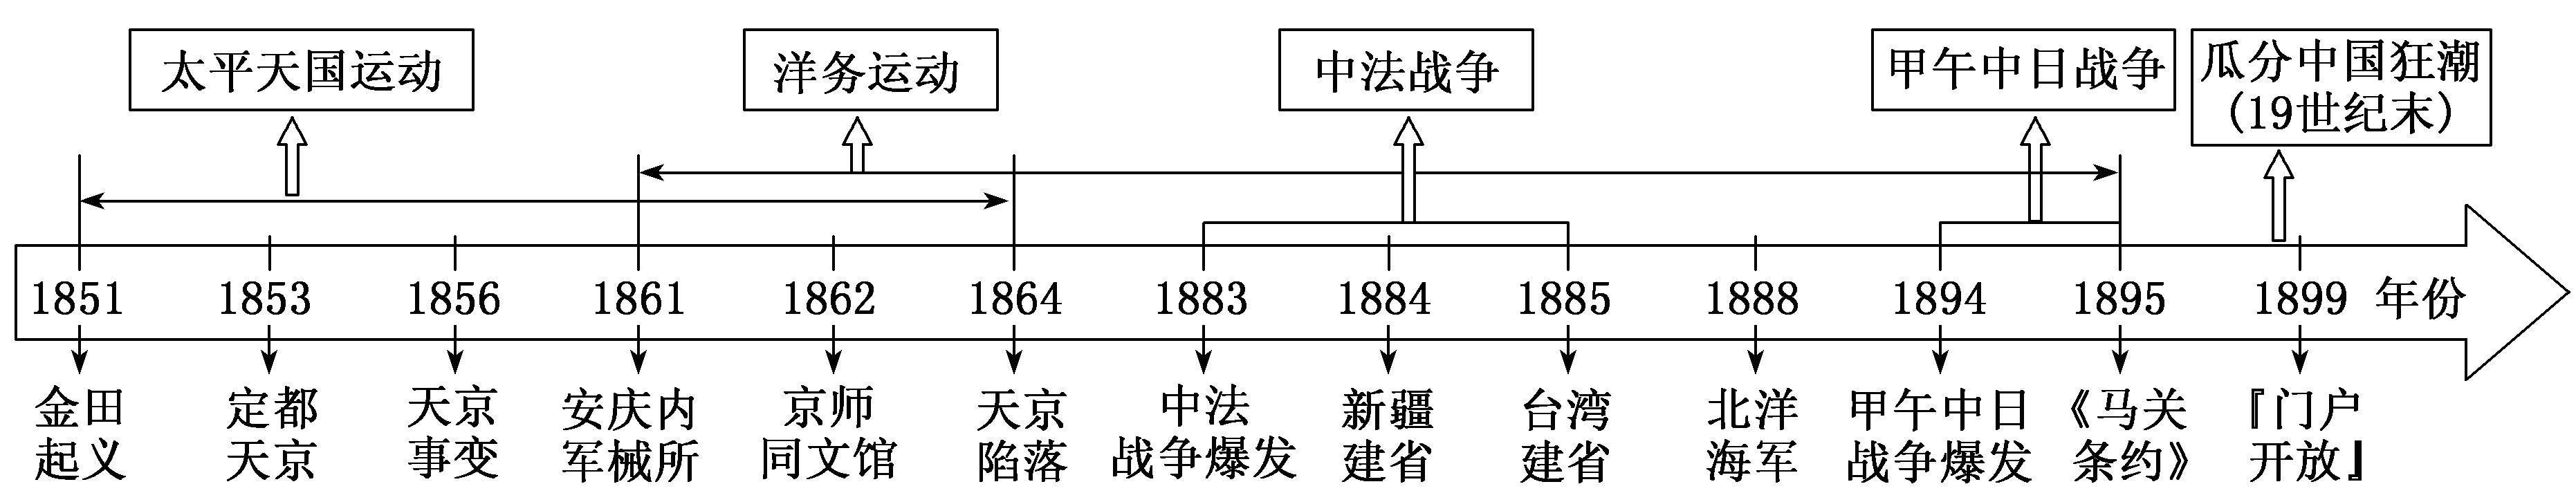 太平天国运动
洋务运动
中法战争
甲午中日战争
瓜分中国狂潮
(19世纪末)
1851 1853 1856 1861 1862 1864 1883 1884 1885 1888 1894 1895 1899 年份
金田
起义
定都
天京
天京
事变
安庆内
军械所
京师
同文馆
天京
陷落
中法
战争爆发
新疆
建省
台湾
建省
北洋
海军
甲午中日
战争爆发
《马关
条约》
『门户
开放』